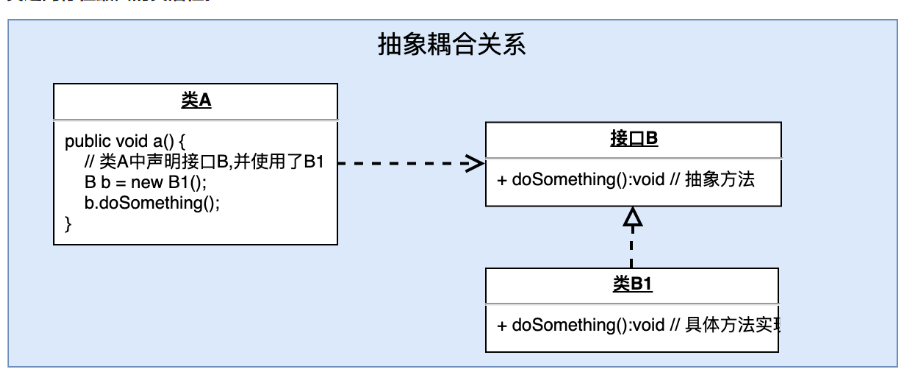 抽象耦合关系
类A
public void a() {
// 类A中声明接口B,并使用了B1
B b = new B1();
b.doSomething();
}
接口B
+ doSomething():void // 抽象方法
类B1
+ doSomething():void // 具体方法实